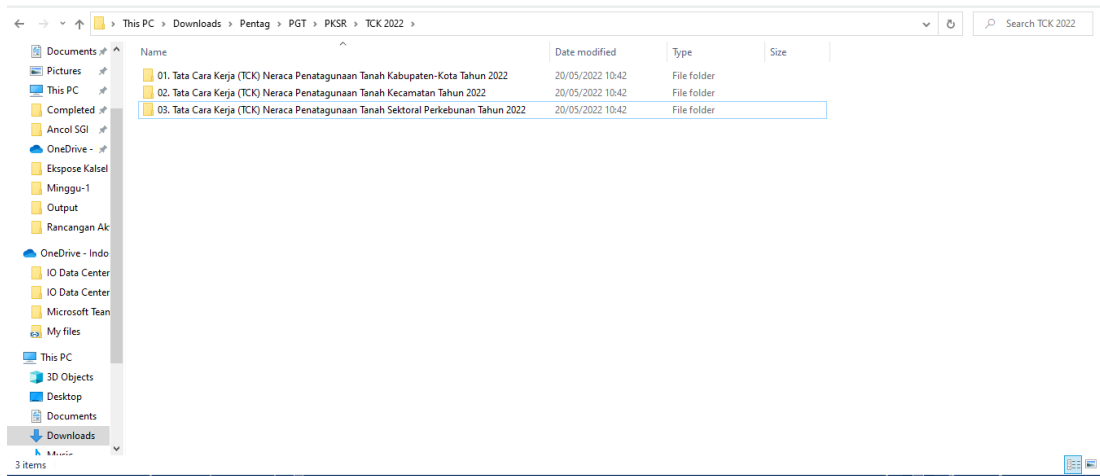 This PC > Downloads > Pentag > PGT > PKSR > TCK 2022 >
Search TCK 2022
Name Date modified Type Size
01. Tata Cara Kerja (TCK) Neraca Penatagunaan Tanah Kabupaten-Kota Tahun 2022 20/05/2022 10:42 File folder
02. Tata Cara Kerja (TCK) Neraca Penatagunaan Tanah Kecamatan Tahun 2022 20/05/2022 10:42 File folder
03. Tata Cara Kerja (TCK) Neraca Penatagunaan Tanah Sektoral Perkebunan Tahun 2022 20/05/2022 10:42 File folder
Documents
Pictures
This PC
Completed
Ancol SGI
OneDrive -
Ekspose Kalsel
Minggu-1
Output
Rancangan Ak
OneDrive - Indo
IO Data Center
IO Data Center
Microsoft Tean
My files
This PC
3D Objects
Desktop
Documents
Downloads
Music
3 items